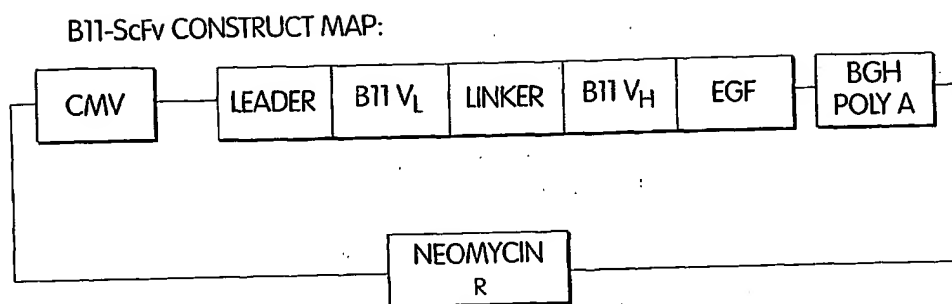 B11-ScFv CONSTRUCT MAP:
CMV
LEADER
B11 VL
LINKER
B11 VH
EGF
BGH
POLY A
NEOMYCIN
R